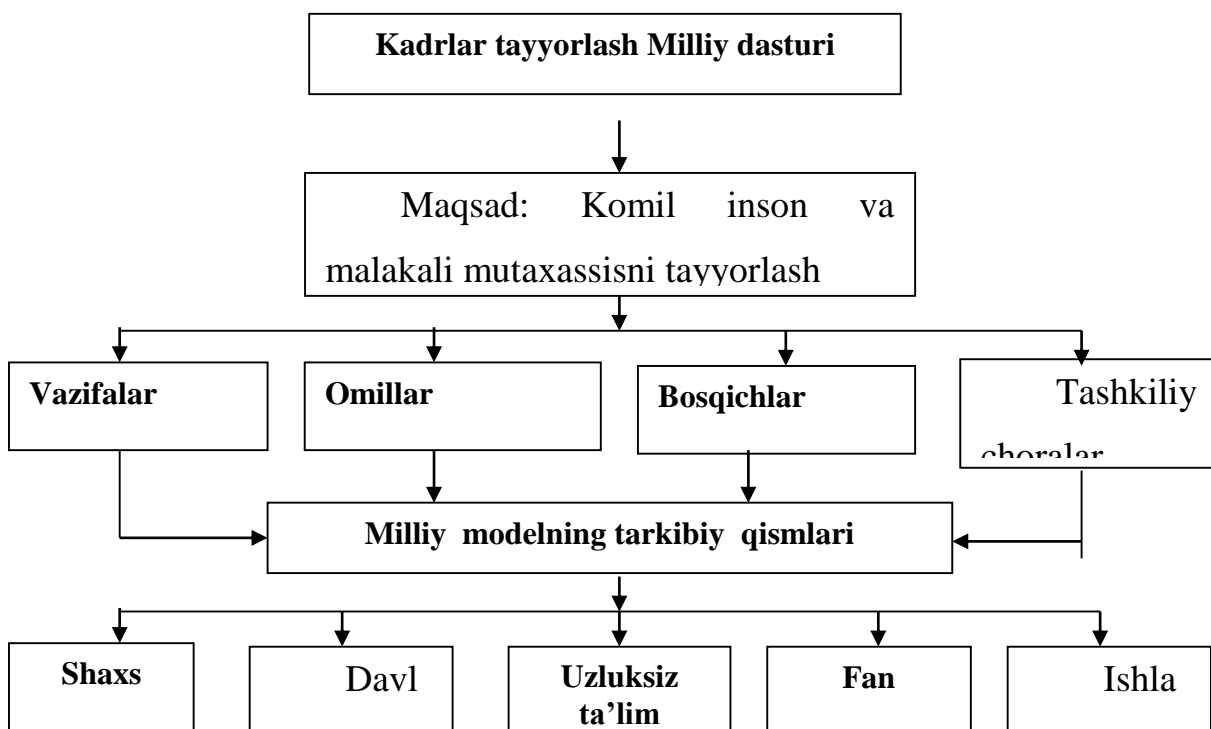 Kadrlar tayyorlash Milliy dasturi
Maqsad: Komil inson va
malakali mutaxassisni tayyorlash
Vazifalar
Omillar
Bosqichlar
Tashkiliy
choralar
Milliy modelning tarkibiy qismlari
Shaxs
Davl
Uzluksiz
ta’lim
Fan
Ishla